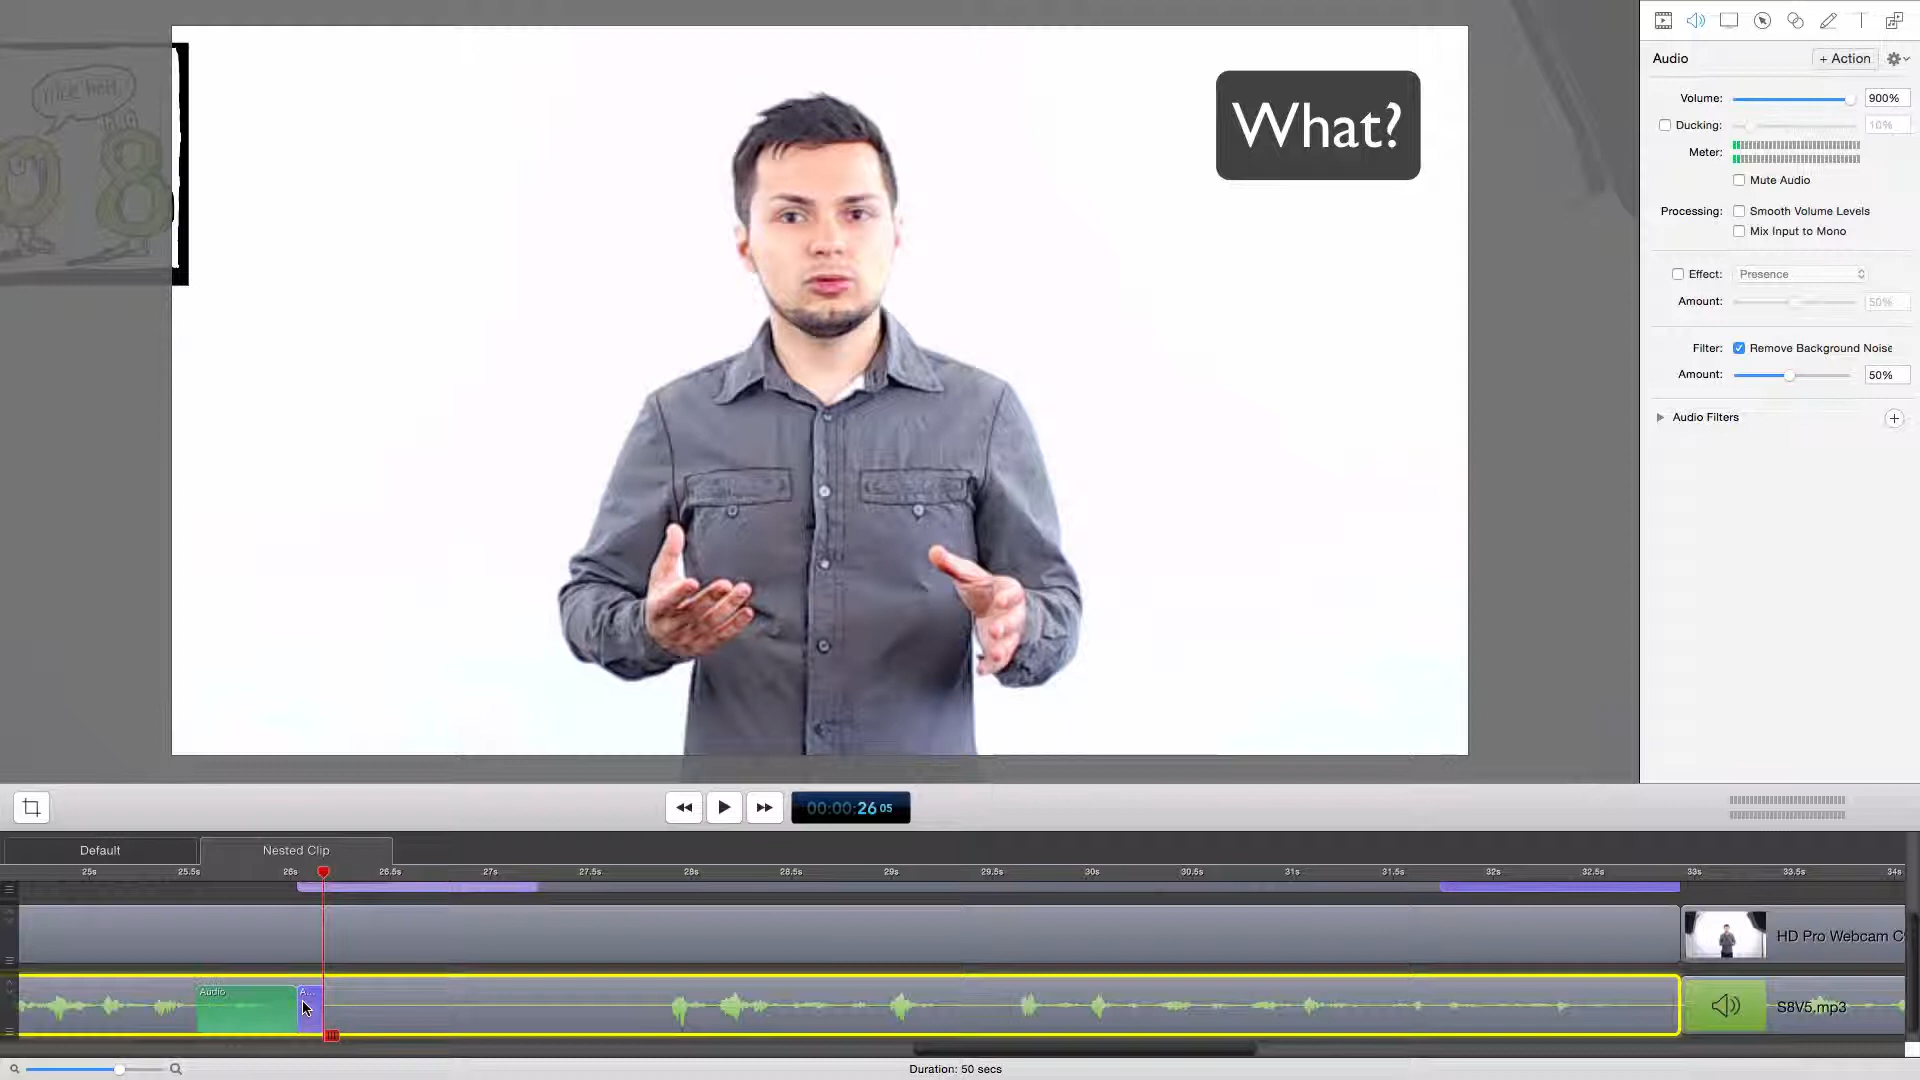 What?
Audio
+ Action
Volume:
900%
Ducking:
10%
Meter:
Mute Audio
Processing:
Smooth Volume Levels
Mix Input to Mono
Effect:
Presence
Amount:
50%
Filter:
Remove Background Noise
Amount:
50%
Audio Filters
00:00:26 05
Default
Nested Clip
25s 25.5s 26s 26.5s 27s 27.5s 28s 28.5s 29s 29.5s 30s 30.5s 31s 31.5s 32s 32.5s 33s 33.5s 34s
HD Pro Webcam C
Audio
A...
S8V5.mp3
Duration: 50 secs